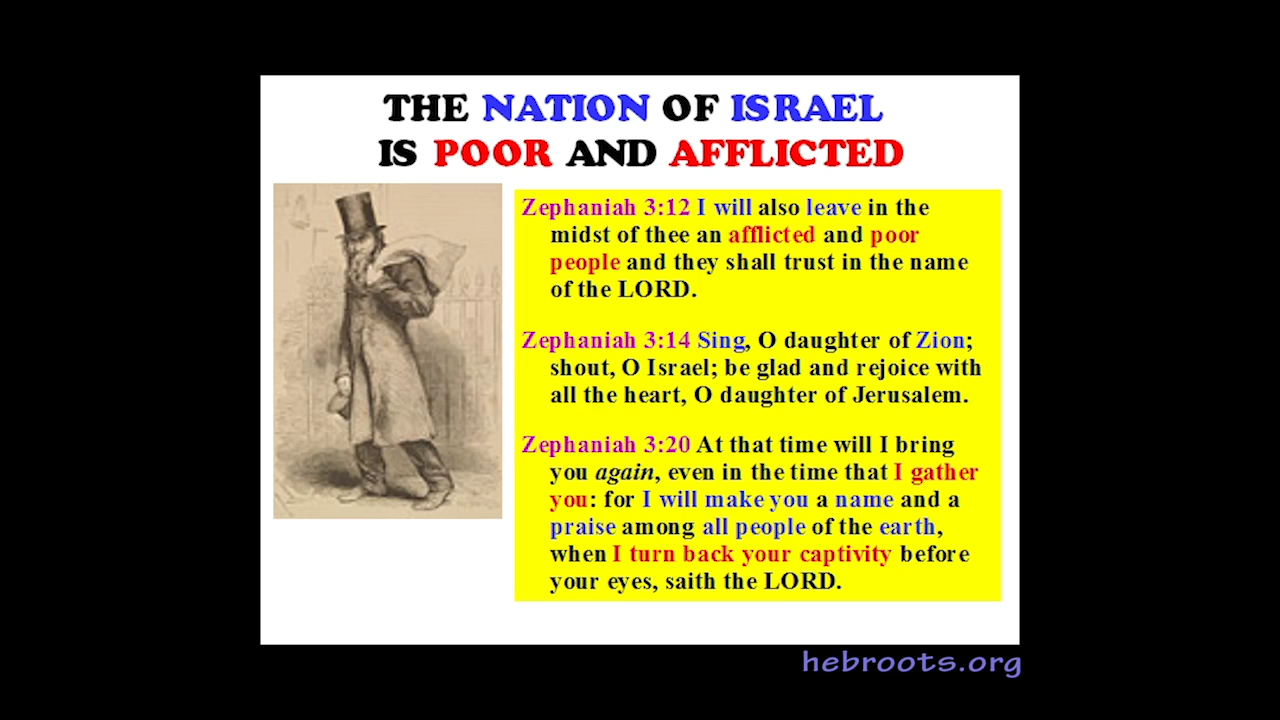 THE NATION OF ISRAEL
IS POOR AND AFFLICTED
Zephaniah 3:12 I will also leave in the
midst of thee an afflicted and poor
people and they shall trust in the name
of the LORD.
Zephaniah 3:14 Sing, O daughter of Zion;
shout, O Israel; be glad and rejoice with
all the heart, O daughter of Jerusalem.
Zephaniah 3:20 At that time will I bring
you again, even in the time that I gather
you: for I will make you a name and a
praise among all people of the earth,
when I turn back your captivity before
your eyes, saith the LORD.
hebroots.org